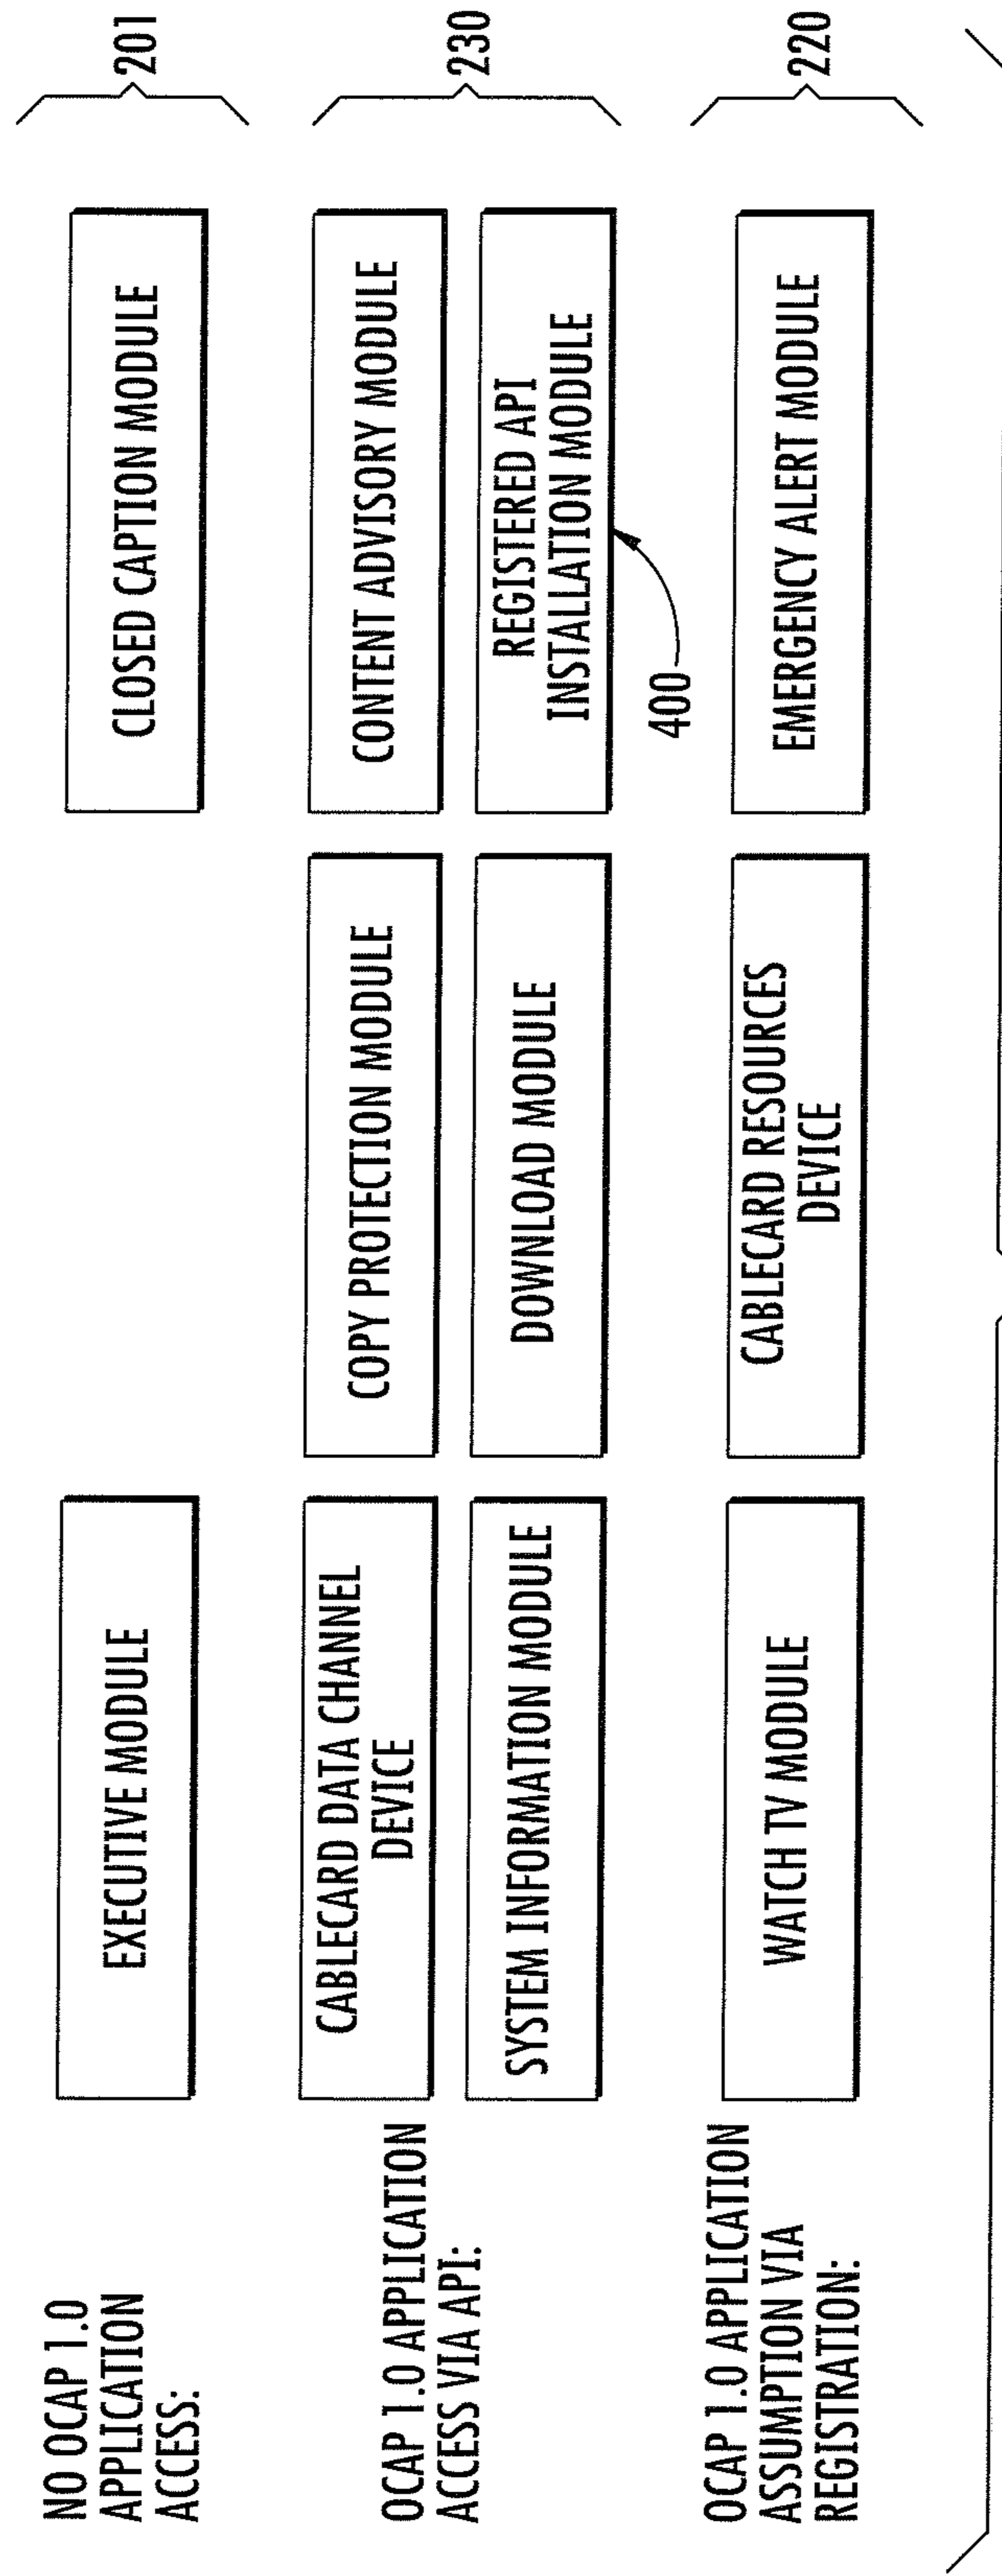 NO OCAP 1.0
APPLICATION
ACCESS:
EXECUTIVE MODULE
CLOSED CAPTION MODULE
201
OCAP 1.0 APPLICATION
ACCESS VIA API:
CABLECARD DATA CHANNEL
DEVICE
COPY PROTECTION MODULE
CONTENT ADVISORY MODULE
SYSTEM INFORMATION MODULE
DOWNLOAD MODULE
REGISTERED API
INSTALLATION MODULE
230
400
OCAP 1.0 APPLICATION
ASSUMPTION VIA
REGISTRATION:
WATCH TV MODULE
CABLECARD RESOURCES
DEVICE
EMERGENCY ALERT MODULE
220